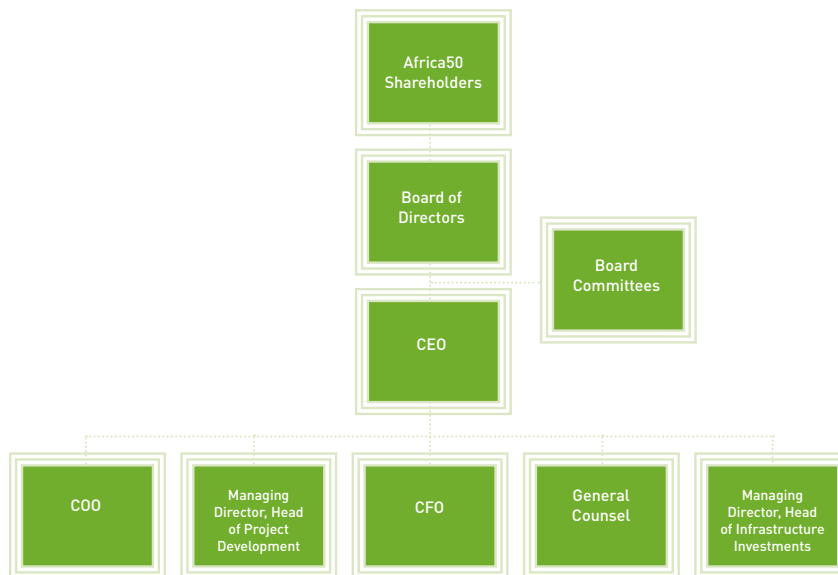 Africa50
Shareholders
Board of
Directors
Board
Committees
CEO
COO
Managing
Director, Head
of Project
Development
CFO
General
Counsel
Managing
Director, Head
of Infrastructure
Investments